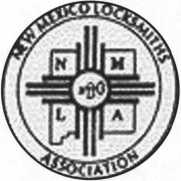 NEW MEXICO LOCKSMITHS
N M
L A
ASSOCIATION